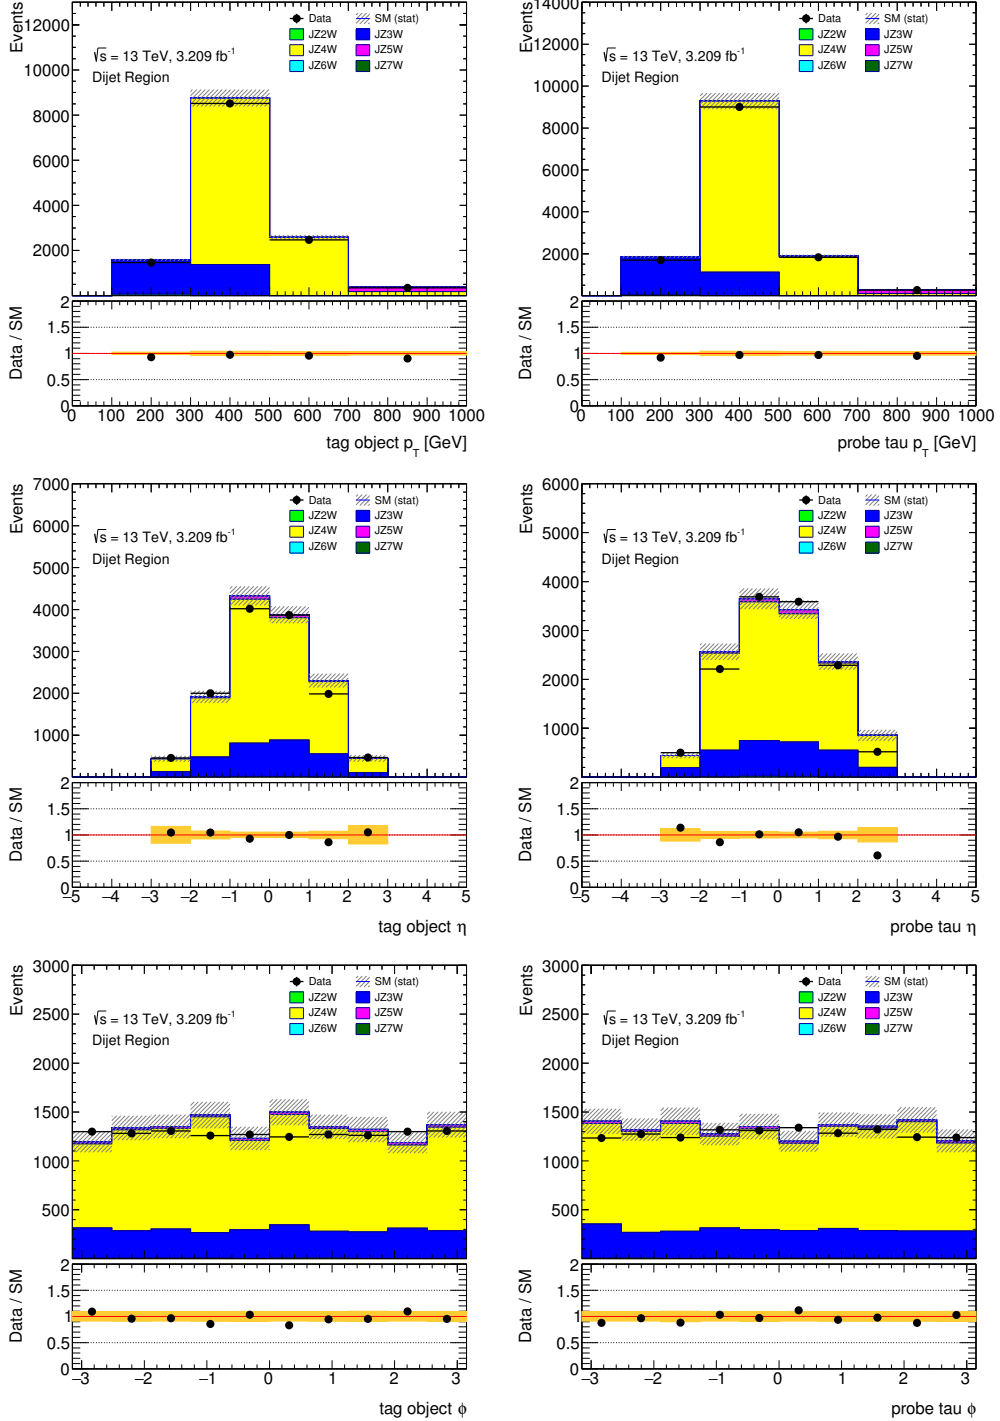 Events
12000
10000
8000
6000
4000
2000
Data
SM (stat)
JZ2W
JZ3W
JZ4W
JZ5W
JZ6W
JZ7W
√s = 13 TeV, 3.209 fb⁻¹
Dijet Region
Data / SM
2
1.5
1
0.5
0
0 100 200 300 400 500 600 700 800 900 1000
tag object p_T [GeV]
Events
14000
12000
10000
8000
6000
4000
2000
Data
SM (stat)
JZ2W
JZ3W
JZ4W
JZ5W
JZ6W
JZ7W
√s = 13 TeV, 3.209 fb⁻¹
Dijet Region
Data / SM
2
1.5
1
0.5
0
0 100 200 300 400 500 600 700 800 900 1000
probe tau p_T [GeV]
Events
7000
6000
5000
4000
3000
2000
1000
Data
SM (stat)
JZ2W
JZ3W
JZ4W
JZ5W
JZ6W
JZ7W
√s = 13 TeV, 3.209 fb⁻¹
Dijet Region
Data / SM
2
1.5
1
0.5
0
−5 −4 −3 −2 −1 0 1 2 3 4 5
tag object η
Events
6000
5000
4000
3000
2000
1000
Data
SM (stat)
JZ2W
JZ3W
JZ4W
JZ5W
JZ6W
JZ7W
√s = 13 TeV, 3.209 fb⁻¹
Dijet Region
Data / SM
2
1.5
1
0.5
0
−5 −4 −3 −2 −1 0 1 2 3 4 5
probe tau η
Events
3000
2500
2000
1500
1000
500
Data
SM (stat)
JZ2W
JZ3W
JZ4W
JZ5W
JZ6W
JZ7W
√s = 13 TeV, 3.209 fb⁻¹
Dijet Region
Data / SM
2
1.5
1
0.5
0
−3 −2 −1 0 1 2 3
tag object ϕ
Events
3000
2500
2000
1500
1000
500
Data
SM (stat)
JZ2W
JZ3W
JZ4W
JZ5W
JZ6W
JZ7W
√s = 13 TeV, 3.209 fb⁻¹
Dijet Region
Data / SM
2
1.5
1
0.5
0
−3 −2 −1 0 1 2 3
probe tau ϕ